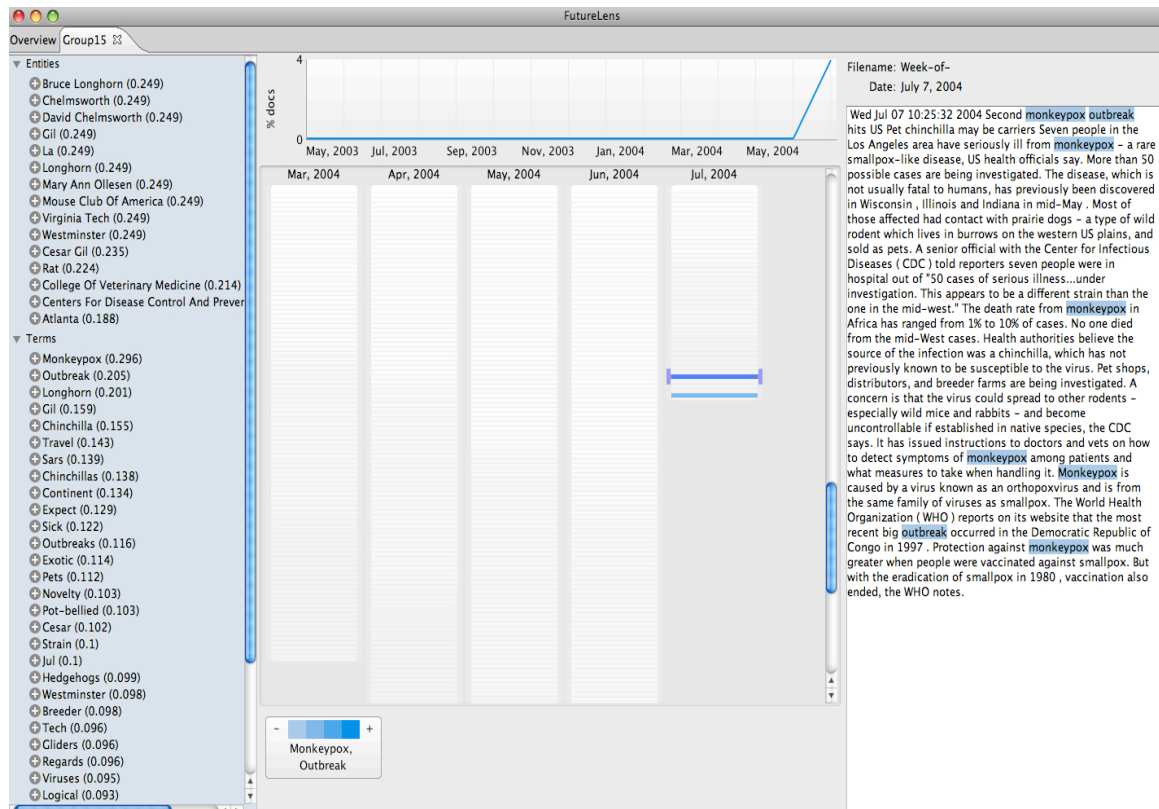 FutureLens
Overview
Group15
Entities
Bruce Longhorn (0.249)
Chelmsworth (0.249)
David Chelmsworth (0.249)
Gil (0.249)
La (0.249)
Longhorn (0.249)
Mary Ann Ollesen (0.249)
Mouse Club Of America (0.249)
Virginia Tech (0.249)
Westminster (0.249)
Cesar Gil (0.235)
Rat (0.224)
College Of Veterinary Medicine (0.214)
Centers For Disease Control And Prever
Atlanta (0.188)
Terms
Monkeypox (0.296)
Outbreak (0.205)
Longhorn (0.201)
Gil (0.159)
Chinchilla (0.155)
Travel (0.143)
Sars (0.139)
Chinchillas (0.138)
Continent (0.134)
Expect (0.129)
Sick (0.122)
Outbreaks (0.116)
Exotic (0.114)
Pets (0.112)
Novelty (0.103)
Pot-bellied (0.103)
Cesar (0.102)
Strain (0.1)
Jul (0.1)
Hedgehogs (0.099)
Westminster (0.098)
Breeder (0.098)
Tech (0.096)
Gliders (0.096)
Regards (0.096)
Viruses (0.095)
Logical (0.093)
4
% docs
0
May, 2003 Jul, 2003 Sep, 2003 Nov, 2003 Jan, 2004 Mar, 2004 May, 2004
Mar, 2004 Apr, 2004 May, 2004 Jun, 2004 Jul, 2004
- +
Monkeypox,
Outbreak
Filename: Week-of-
Date: July 7, 2004
Wed Jul 07 10:25:32 2004 Second monkeypox outbreak
hits US Pet chinchilla may be carriers Seven people in the
Los Angeles area have seriously ill from monkeypox - a rare
smallpox-like disease, US health officials say. More than 50
possible cases are being investigated. The disease, which is
not usually fatal to humans, has previously been discovered
in Wisconsin , Illinois and Indiana in mid-May . Most of
those affected had contact with prairie dogs - a type of wild
rodent which lives in burrows on the western US plains, and
sold as pets. A senior official with the Center for Infectious
Diseases ( CDC ) told reporters seven people were in
hospital out of "50 cases of serious illness...under
investigation. This appears to be a different strain than the
one in the mid-west." The death rate from monkeypox in
Africa has ranged from 1% to 10% of cases. No one died
from the mid-West cases. Health authorities believe the
source of the infection was a chinchilla, which has not
previously known to be susceptible to the virus. Pet shops,
distributors, and breeder farms are being investigated. A
concern is that the virus could spread to other rodents -
especially wild mice and rabbits - and become
uncontrollable if established in native species, the CDC
says. It has issued instructions to doctors and vets on how
to detect symptoms of monkeypox among patients and
what measures to take when handling it. Monkeypox is
caused by a virus known as an orthopoxvirus and is from
the same family of viruses as smallpox. The World Health
Organization ( WHO ) reports on its website that the most
recent big outbreak occurred in the Democratic Republic of
Congo in 1997 . Protection against monkeypox was much
greater when people were vaccinated against smallpox. But
with the eradication of smallpox in 1980 , vaccination also
ended, the WHO notes.